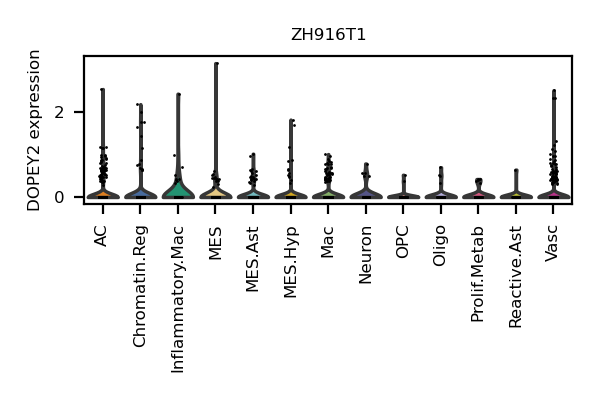 ZH916T1
DOPEY2 expression
2
0
AC
Chromatin.Reg
Inflammatory.Mac
MES
MES.Ast
MES.Hyp
Mac
Neuron
OPC
Oligo
Prolif.Metab
Reactive.Ast
Vasc